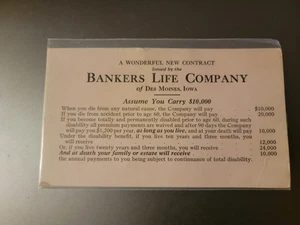 A WONDERFUL NEW CONTRACT
issued by the
BANKERS LIFE COMPANY
of DES MOINES, IOWA
Assume You Carry $10,000
When you die from any natural cause, the Company will pay $10,000
If you die from accident prior to age 60, the Company will pay 20,000
If you become totally and permanently disabled prior to age 60, during such
disability all premium payments are waived and after 90 days the Company
will pay you $1,200 per year, as long as you live, and at your death will pay 10,000
Under the disability benefit, if you live ten years and three months, you will
receive 12,000
Or, if you live twenty years and three months, you will receive 24,000
And at death your family or estate will receive 10,000
the annual payments to you being subject to continuance of total disability.